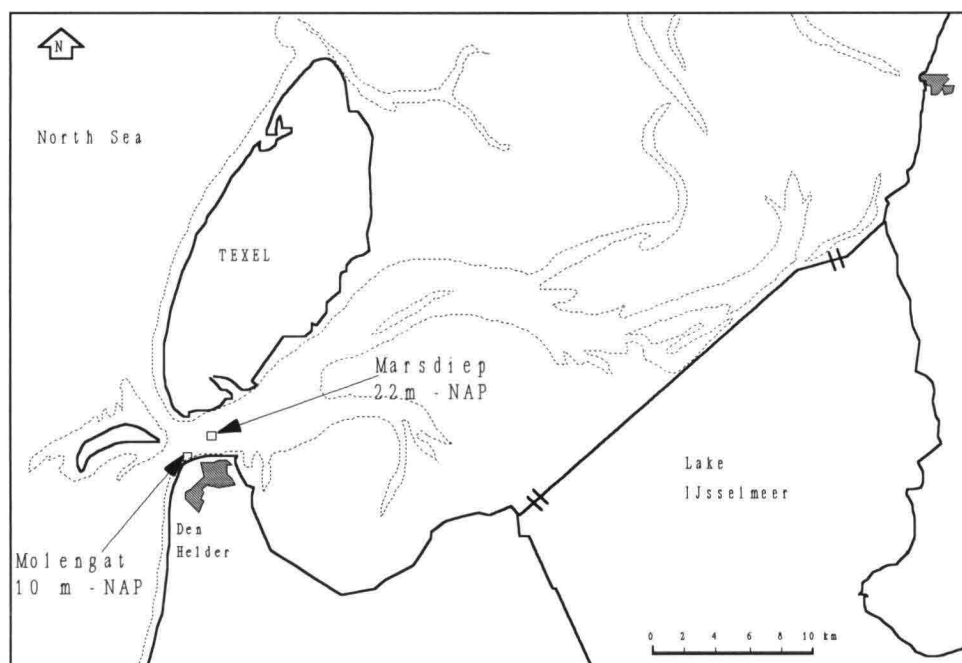 N
North Sea
TEXEL
Marsdiep
22m - NAP
Lake
IJsselmeer
Den
Helder
Molengat
10 m - NAP
0 2 4 6 8 10 km